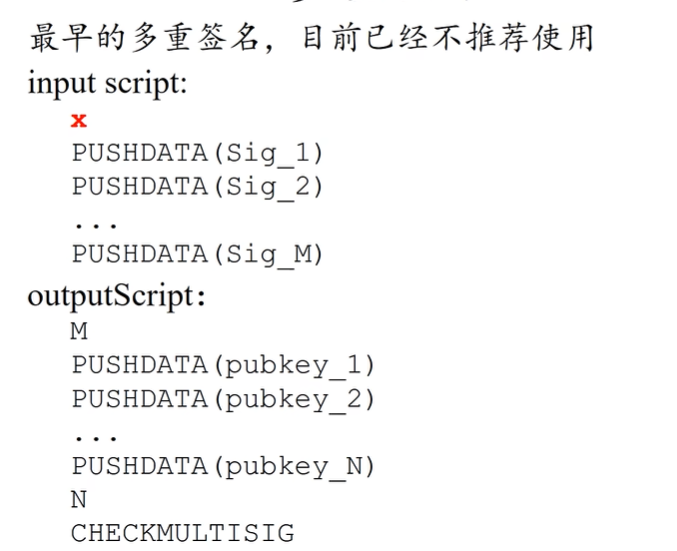 最早的多重签名，目前已经不推荐使用
input script:
x
PUSHDATA(Sig_1)
PUSHDATA(Sig_2)
...
PUSHDATA(Sig_M)
outputScript:
M
PUSHDATA(pubkey_1)
PUSHDATA(pubkey_2)
...
PUSHDATA(pubkey_N)
N
CHECKMULTISIG